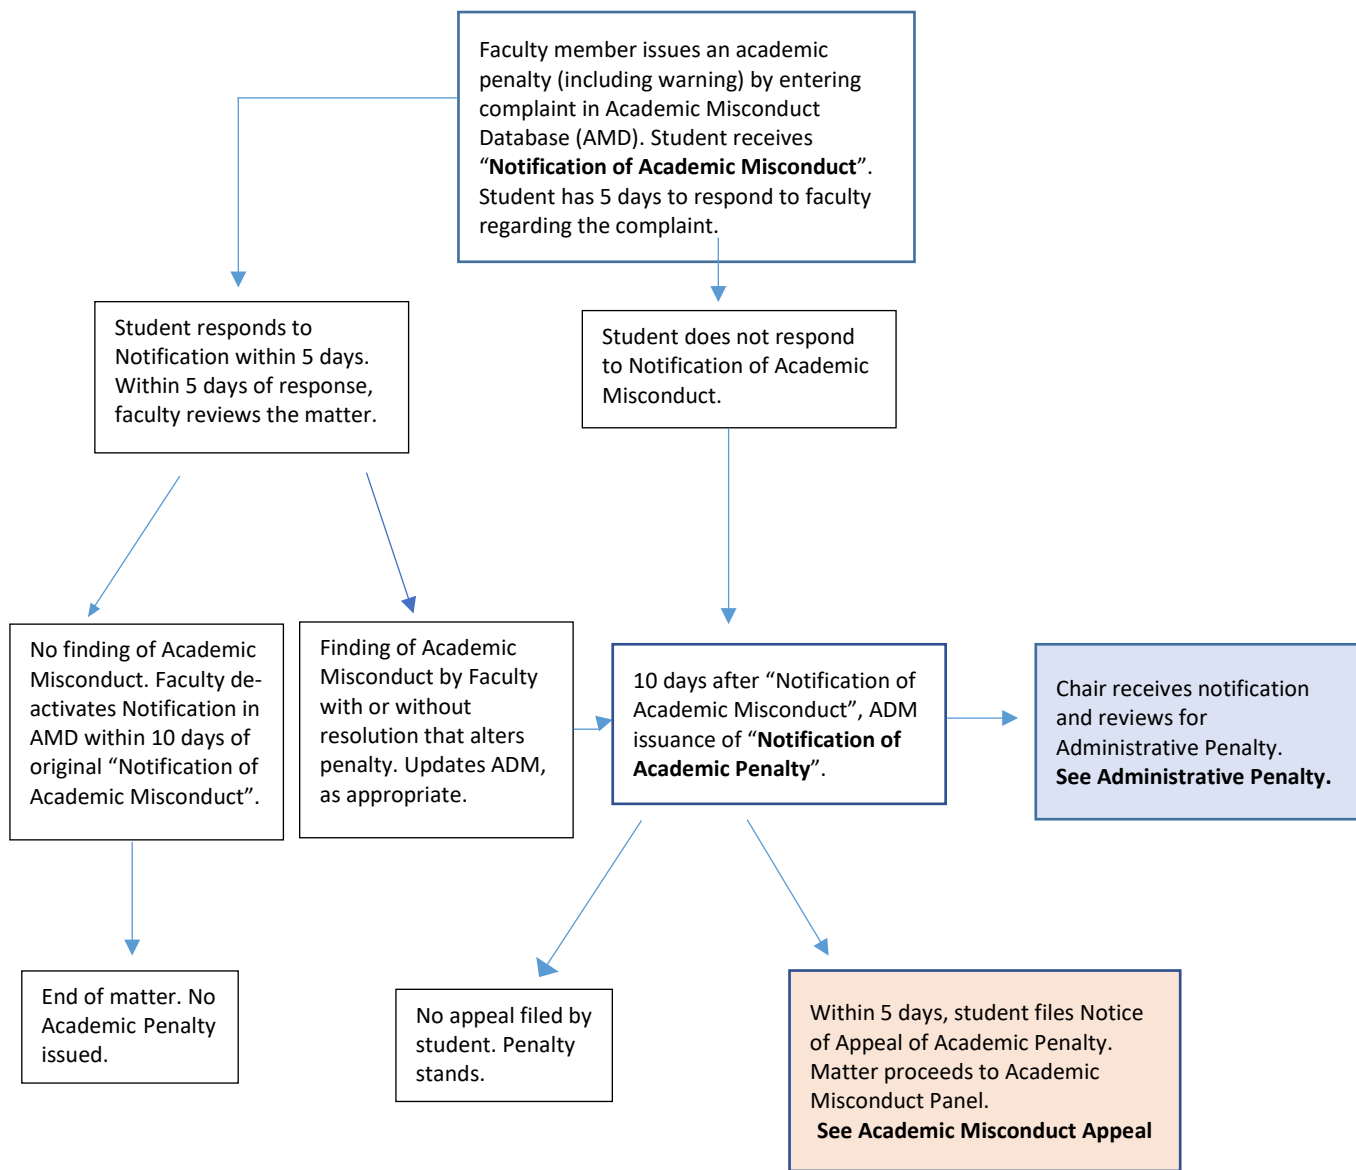 Faculty member issues an academic
penalty (including warning) by entering
complaint in Academic Misconduct
Database (AMD). Student receives
“Notification of Academic Misconduct”.
Student has 5 days to respond to faculty
regarding the complaint.
Student responds to
Notification within 5 days.
Within 5 days of response,
faculty reviews the matter.
Student does not respond
to Notification of Academic
Misconduct.
No finding of Academic
Misconduct. Faculty de-
activates Notification in
AMD within 10 days of
original “Notification of
Academic Misconduct”.
Finding of Academic
Misconduct by Faculty
with or without
resolution that alters
penalty. Updates ADM,
as appropriate.
10 days after “Notification of
Academic Misconduct”, ADM
issuance of “Notification of
Academic Penalty”.
Chair receives notification
and reviews for
Administrative Penalty.
See Administrative Penalty.
End of matter. No
Academic Penalty
issued.
No appeal filed by
student. Penalty
stands.
Within 5 days, student files Notice
of Appeal of Academic Penalty.
Matter proceeds to Academic
Misconduct Panel.
See Academic Misconduct Appeal